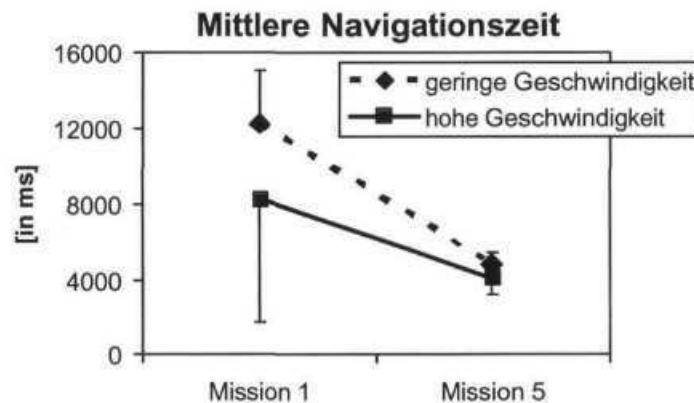 Mittlere Navigationszeit
16000
12000
8000
4000
0
[in ms]
geringe Geschwindigkeit
hohe Geschwindigkeit
Mission 1
Mission 5